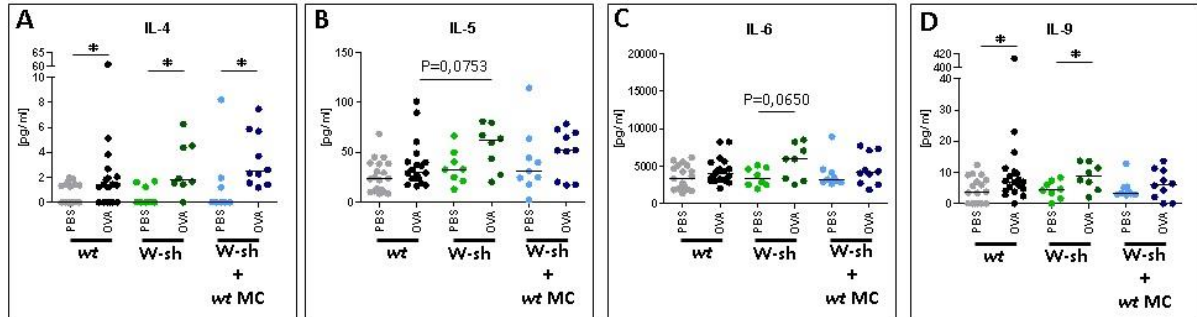 A
IL-4
*
*
*
65
60
10
8
6
4
2
0
[pg/ml]
PBS
OVA
PBS
OVA
PBS
OVA
wt
W-sh
W-sh
+
wt MC
B
IL-5
P=0,0753
150
100
50
0
[pg/ml]
PBS
OVA
PBS
OVA
PBS
OVA
wt
W-sh
W-sh
+
wt MC
C
IL-6
P=0,0650
20000
15000
10000
5000
0
[pg/ml]
PBS
OVA
PBS
OVA
PBS
OVA
wt
W-sh
W-sh
+
wt MC
D
IL-9
*
*
420
400
40
30
20
10
0
[pg/ml]
PBS
OVA
PBS
OVA
PBS
OVA
wt
W-sh
W-sh
+
wt MC